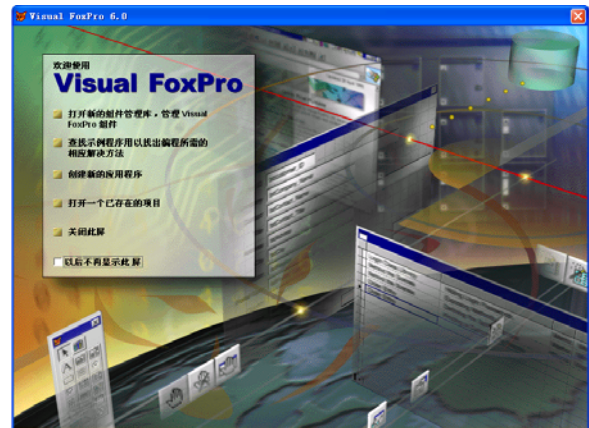 Visual FoxPro 6.0
欢迎使用
Visual FoxPro
打开新的组件管理库，管理 Visual
FoxPro 组件
查找示例程序用以找出编程所需的
相应解决方法
创建新的应用程序
打开一个已存在的项目
关闭此屏
以后不再显示此屏